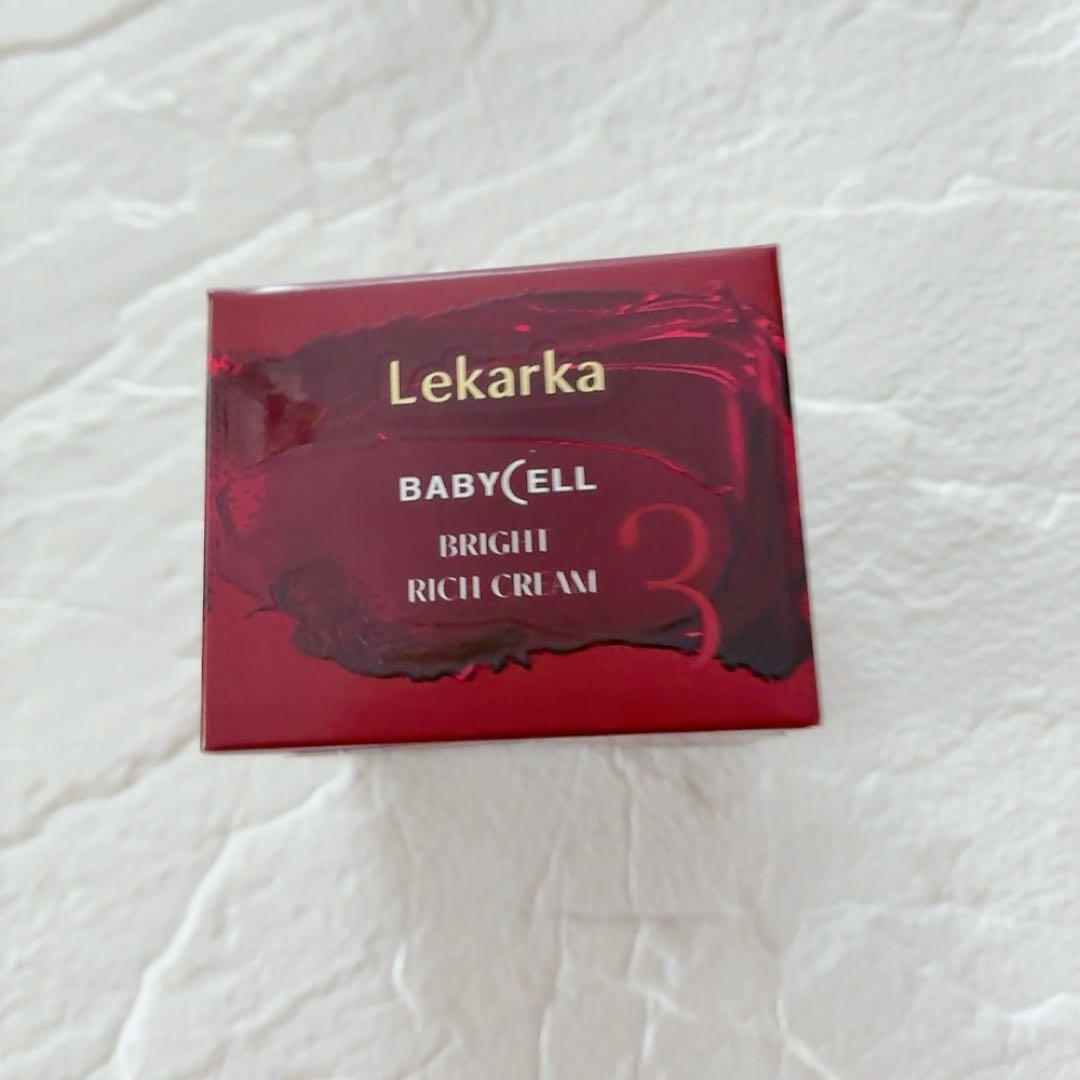 Lekarka
BABYCELL
BRIGHT
RICH CREAM
3